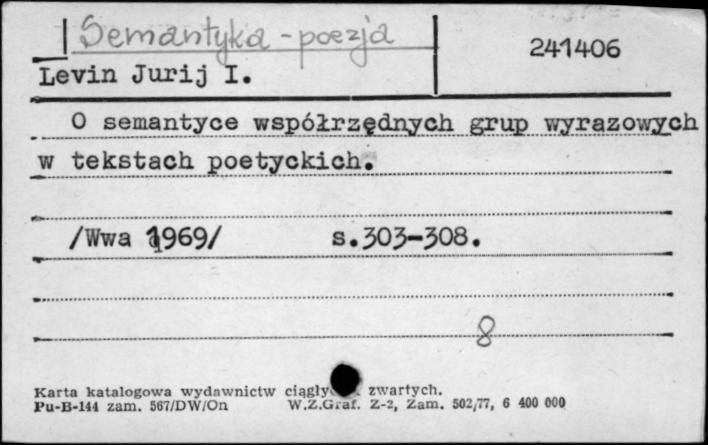 Semantyka - poezja
241406
Levin Jurij I.
O semantyce współrzędnych grup wyrazowych
w tekstach poetyckich.
/Wwa 1969/ s.303-308.
8
Karta katalogowa wydawnictw zwartych.
Pu-B-144 zam. 567/DW/On W.Z.Graf. Z-2, Zam. 502/77, 6 400 000